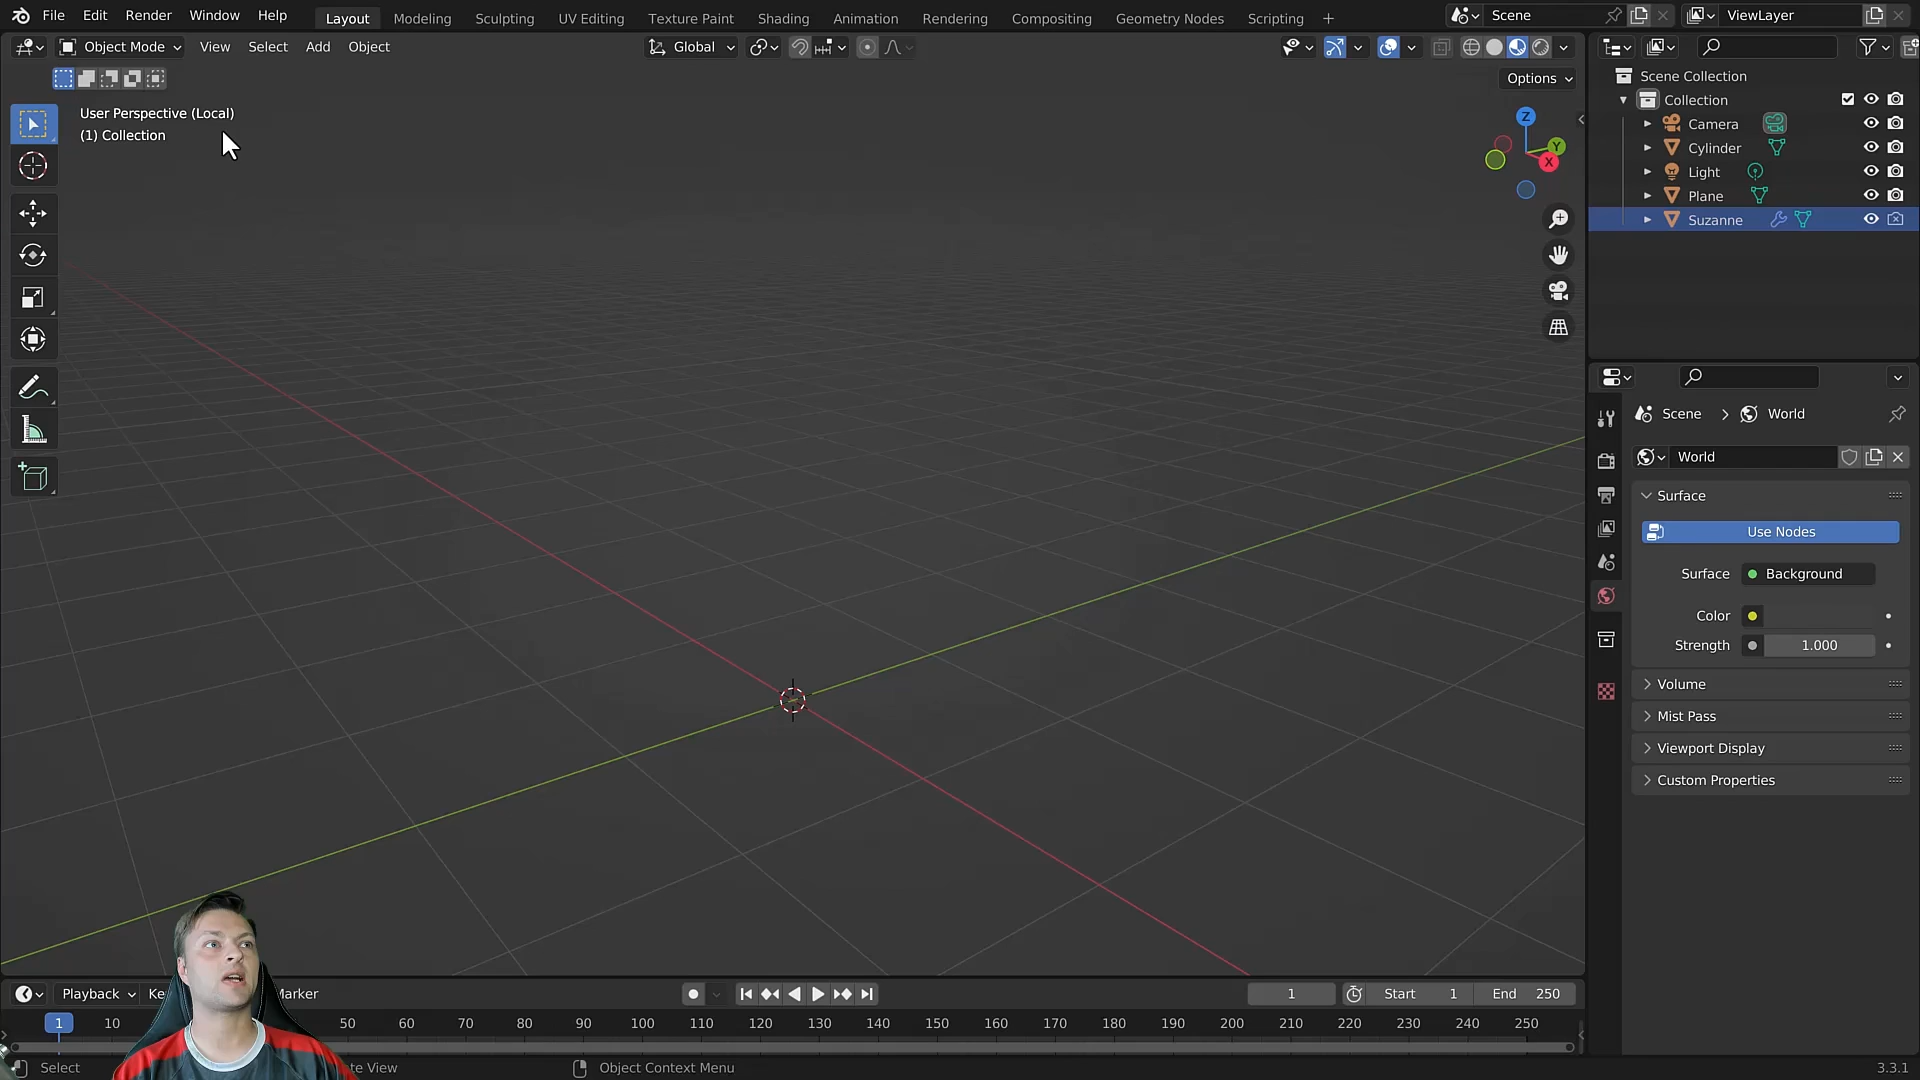 File Edit Render Window Help
Layout Modeling Sculpting UV Editing Texture Paint Shading Animation Rendering Compositing Geometry Nodes Scripting +
Scene
ViewLayer
Object Mode View Select Add Object
Global
Options
User Perspective (Local)
(1) Collection
Z
Y
X
Scene Collection
Collection
Camera
Cylinder
Light
Plane
Suzanne
Scene > World
World
Surface
Use Nodes
Surface Background
Color
Strength 1.000
Volume
Mist Pass
Viewport Display
Custom Properties
Playback Ke Marker
1 Start 1 End 250
1 10 50 60 70 80 90 100 110 120 130 140 150 160 170 180 190 200 210 220 230 240 250
Select te View Object Context Menu 3.3.1